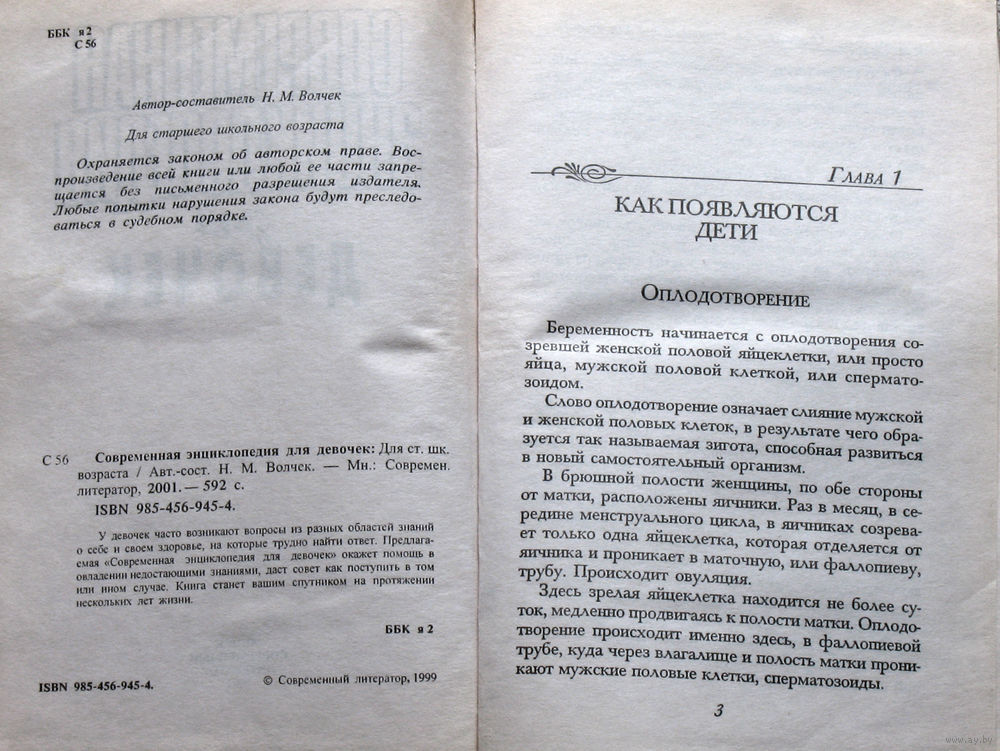 ББК я 2
С 56
Автор-составитель Н. М. Волчек
Для старшего школьного возраста
Охраняется законом об авторском праве. Вос-
произведение всей книги или любой ее части запре-
щается без письменного разрешения издателя.
Любые попытки нарушения закона будут преследо-
ваться в судебном порядке.
Современная энциклопедия для девочек: Для ст. шк.
С 56 возраста / Авт.-сост. Н. М. Волчек. — Мн.: Современ.
литератор, 2001. — 592 с.
ISBN 985-456-945-4.
У девочек часто возникают вопросы из разных областей знаний
о себе и своем здоровье, на которые трудно найти ответ. Предлага-
емая «Современная энциклопедия для девочек» окажет помощь в
овладении недостающими знаниями, даст совет как поступить в том
или ином случае. Книга станет вашим спутником на протяжении
нескольких лет жизни.
ББК я 2
ISBN 985-456-945-4.
© Современный литератор, 1999
Глава 1
КАК ПОЯВЛЯЮТСЯ
ДЕТИ
Оплодотворение
Беременность начинается с оплодотворения со-
зревшей женской половой яйцеклетки, или просто
яйца, мужской половой клеткой, или спермато-
зоидом.
Слово оплодотворение означает слияние мужской
и женской половых клеток, в результате чего обра-
зуется так называемая зигота, способная развиться
в новый самостоятельный организм.
В брюшной полости женщины, по обе стороны
от матки, расположены яичники. Раз в месяц, в се-
редине менструального цикла, в яичниках созрева-
ет только одна яйцеклетка, которая отделяется от
яичника и проникает в маточную, или фаллопиеву,
трубу. Происходит овуляция.
Здесь зрелая яйцеклетка находится не более су-
ток, медленно продвигаясь к полости матки. Оплодо-
творение происходит именно здесь, в фаллопиевой
трубе, куда через влагалище и полость матки прони-
кают мужские половые клетки, сперматозоиды.
3
www.ay.by